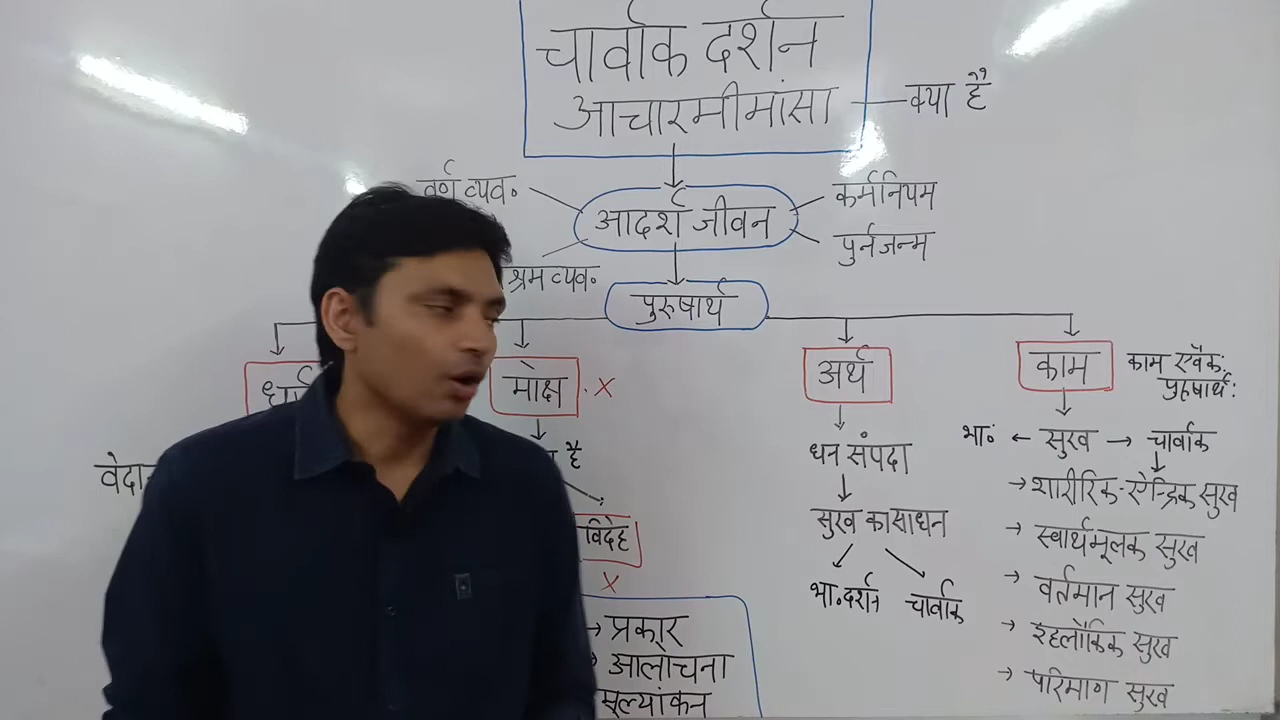 चार्वाक दर्शन
आचारमीमांसा
क्या है
वर्ण व्यव॰
आदर्श जीवन
कर्मनियम
पुर्नजन्म
श्रम व्यव॰
पुरुषार्थ
मोक्ष
X
अर्थ
काम
काम एवैकः
पुरुषार्थः
है
धन संपदा
भा॰ ← सुख → चार्वाक
→ शारीरिक-ऐन्द्रिक सुख
सुख का साधन
विदेह
→ स्वार्थमूलक सुख
X
भा॰ दर्शन
चार्वाक
→ वर्तमान सुख
→ प्रकार
→ इहलौकिक सुख
→ आलाचना
→ परिमाण सुख
मूल्यांकन